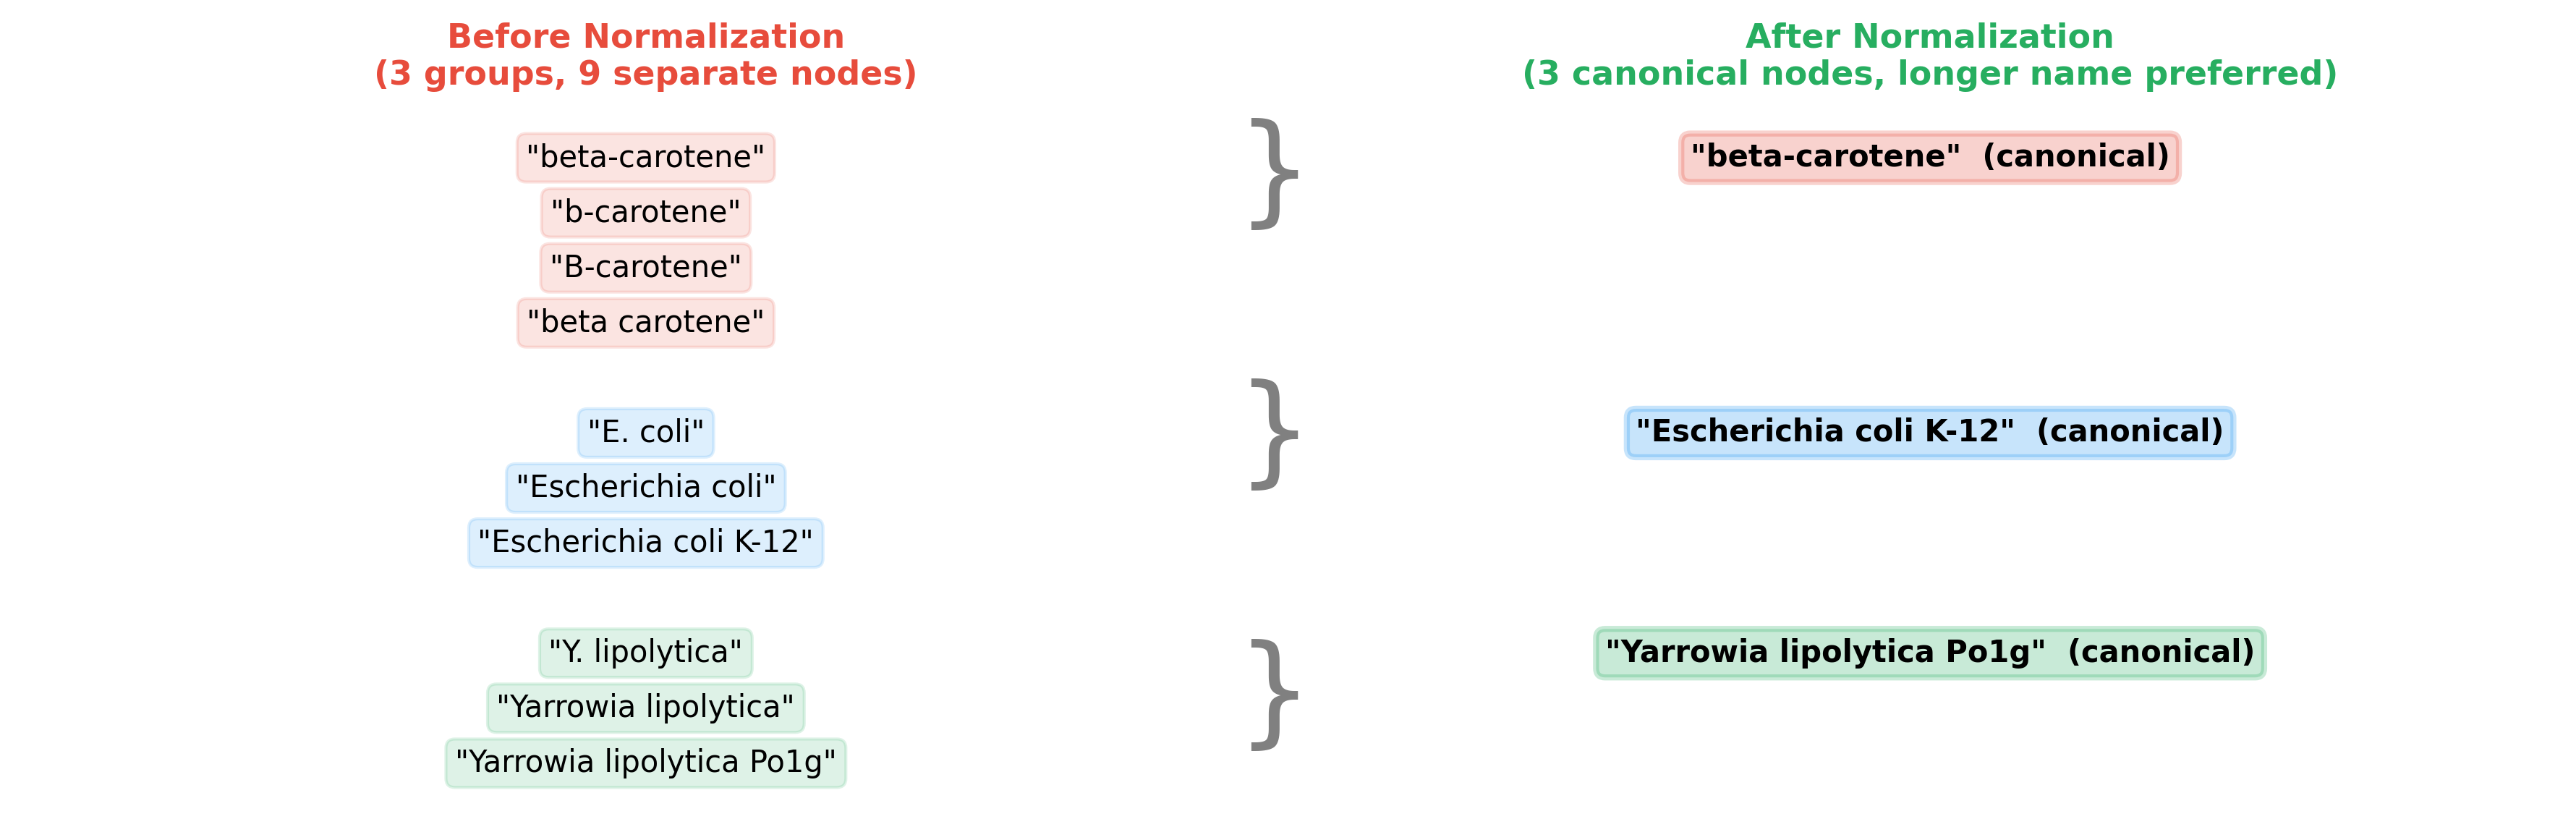 Before Normalization
(3 groups, 9 separate nodes)
"beta-carotene"
"b-carotene"
"B-carotene"
"beta carotene"
"E. coli"
"Escherichia coli"
"Escherichia coli K-12"
"Y. lipolytica"
"Yarrowia lipolytica"
"Yarrowia lipolytica Po1g"
}
}
}
After Normalization
(3 canonical nodes, longer name preferred)
"beta-carotene"  (canonical)
"Escherichia coli K-12"  (canonical)
"Yarrowia lipolytica Po1g"  (canonical)